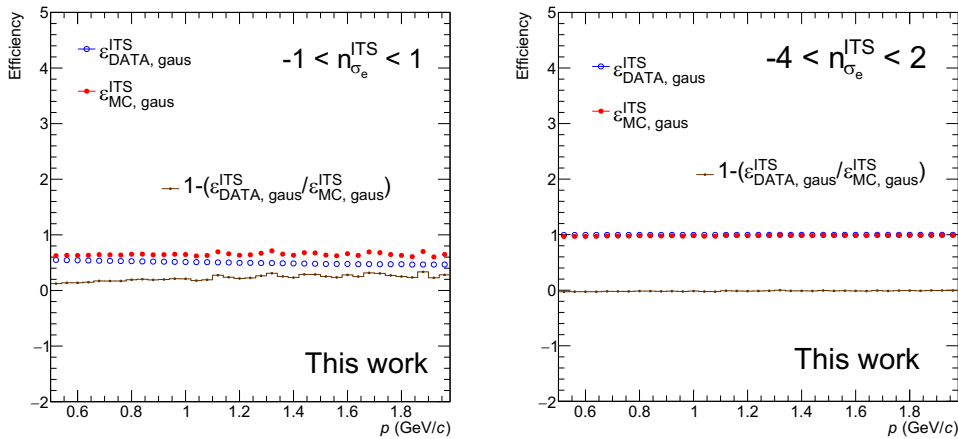 Efficiency
5
4
3
2
1
0
−1
−2
ε^ITS_DATA, gaus
ε^ITS_MC, gaus
-1 < n^ITS_σe < 1
1-(ε^ITS_DATA, gaus/ε^ITS_MC, gaus)
This work
0.6 0.8 1 1.2 1.4 1.6 1.8
p (GeV/c)
Efficiency
5
4
3
2
1
0
−1
−2
ε^ITS_DATA, gaus
ε^ITS_MC, gaus
-4 < n^ITS_σe < 2
1-(ε^ITS_DATA, gaus/ε^ITS_MC, gaus)
This work
0.6 0.8 1 1.2 1.4 1.6 1.8
p (GeV/c)